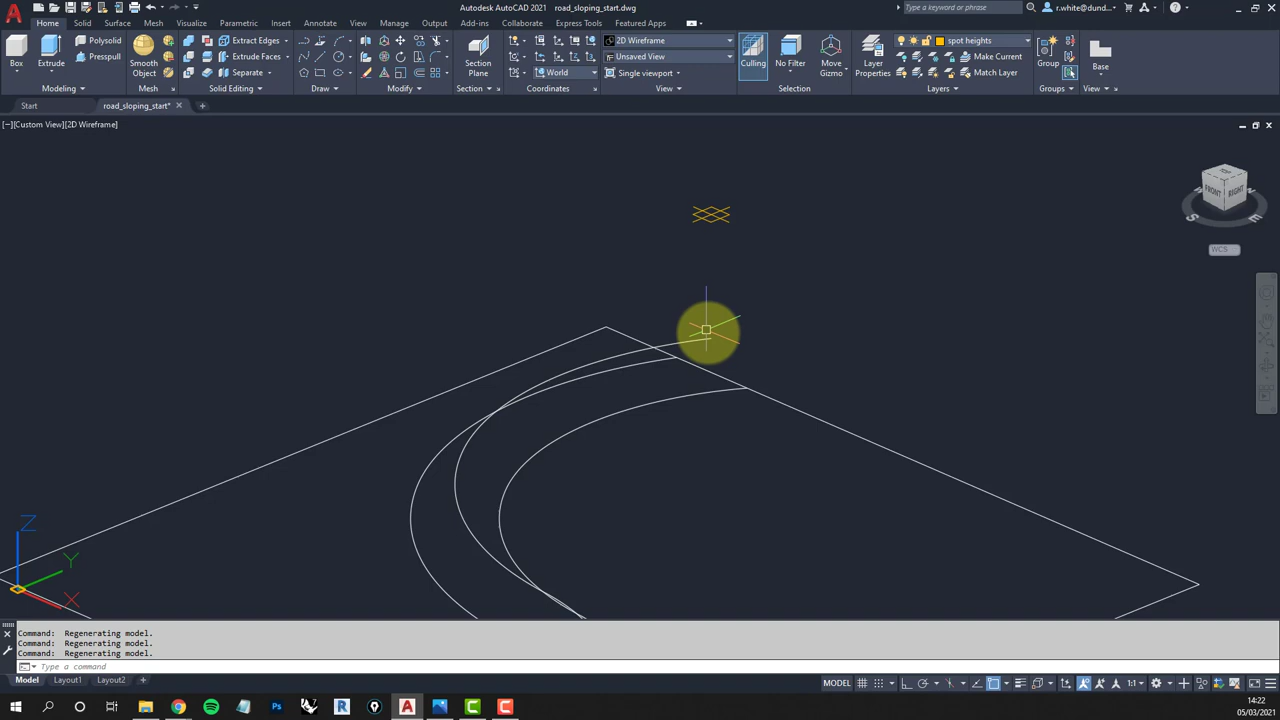 Autodesk AutoCAD 2021 road_sloping_start.dwg
Type a keyword or phrase
r.white@dund...
Home Solid Surface Mesh Visualize Parametric Insert Annotate View Manage Output Add-ins Collaborate Express Tools Featured Apps
Box
Extrude
Polysolid
Presspull
Modeling
Smooth Object
Mesh
Extract Edges
Extrude Faces
Separate
Solid Editing
Draw
Modify
Section Plane
Section
World
Coordinates
2D Wireframe
Unsaved View
Single viewport
View
Culling
No Filter
Move Gizmo
Selection
Layer Properties
spot heights
Make Current
Match Layer
Layers
Group
Groups
Base
View
Start road_sloping_start*
[−][Custom View][2D Wireframe]
TOP
FRONT RIGHT
S E
WCS
Z
Y
X
Command: Regenerating model.
Command: Regenerating model.
Command: Regenerating model.
Type a command
Model Layout1 Layout2
MODEL 1:1
14:22
05/03/2021